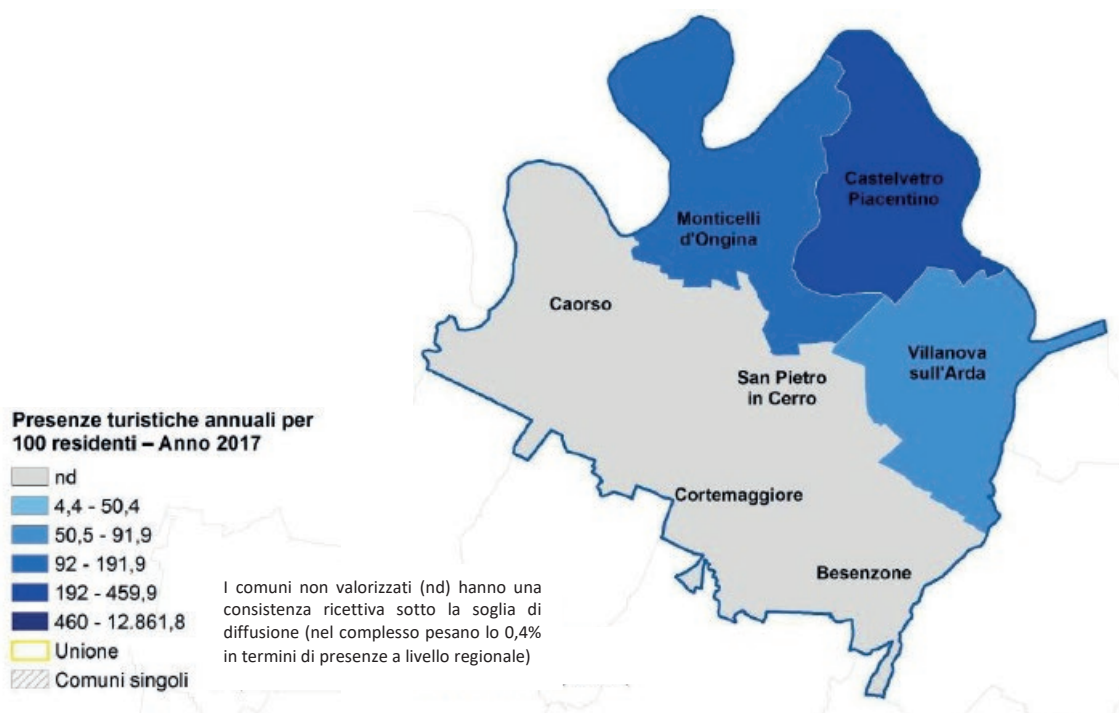 Castelvetro
Piacentino
Monticelli
d'Ongina
Caorso
Villanova
sull'Arda
San Pietro
in Cerro
Cortemaggiore
Besenzone
Presenze turistiche annuali per
100 residenti – Anno 2017
nd
4,4 - 50,4
50,5 - 91,9
92 - 191,9
192 - 459,9
460 - 12.861,8
Unione
Comuni singoli
I comuni non valorizzati (nd) hanno una
consistenza ricettiva sotto la soglia di
diffusione (nel complesso pesano lo 0,4%
in termini di presenze a livello regionale)